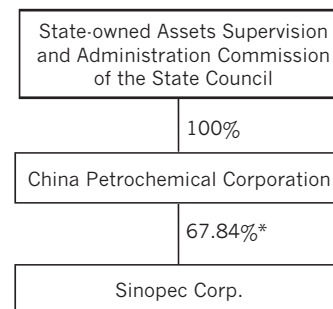 State-owned Assets Supervision
and Administration Commission
of the State Council
100%
China Petrochemical Corporation
67.84%*
Sinopec Corp.